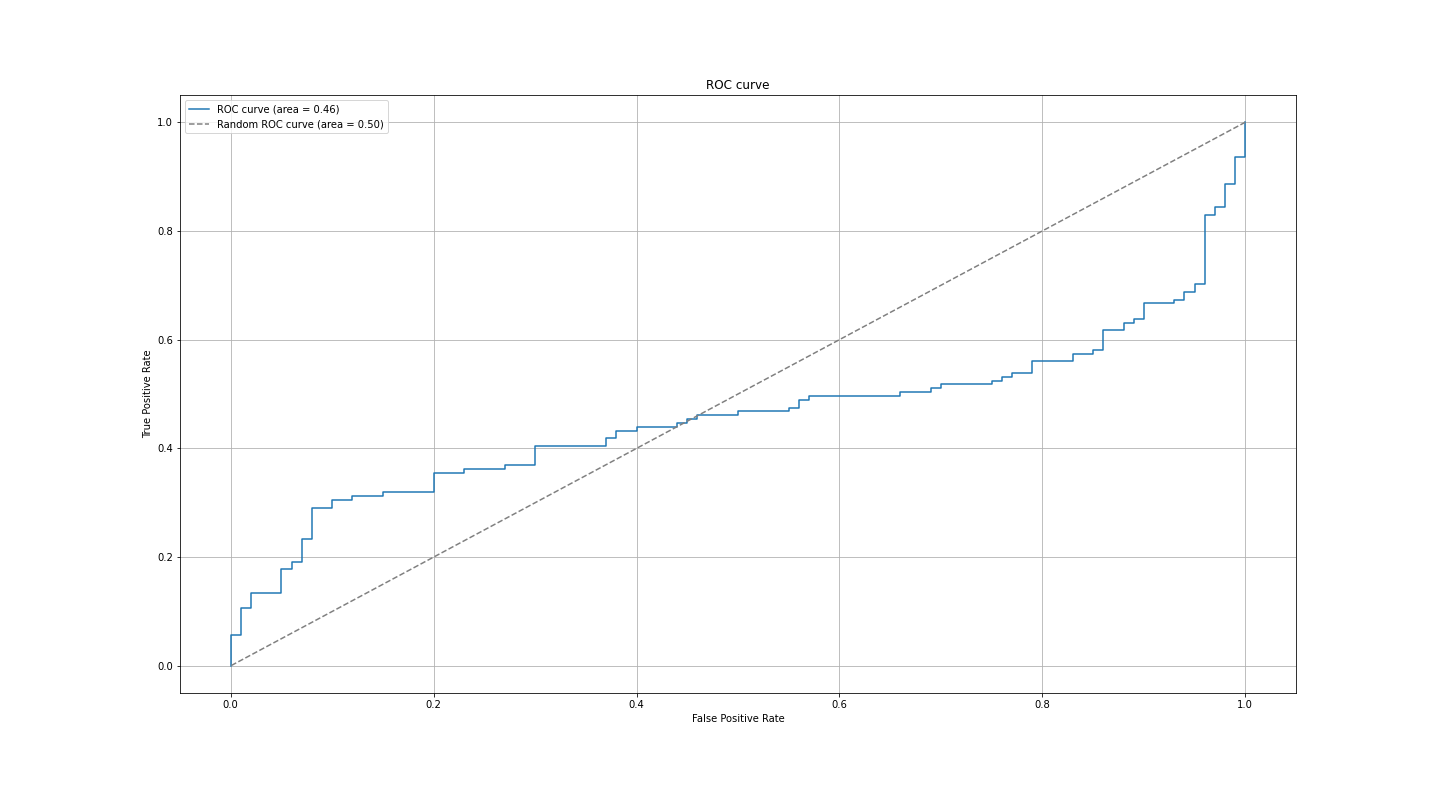 ROC curve
ROC curve (area = 0.46)
Random ROC curve (area = 0.50)
1.0
0.8
0.6
0.4
0.2
0.0
True Positive Rate
0.0 0.2 0.4 0.6 0.8 1.0
False Positive Rate